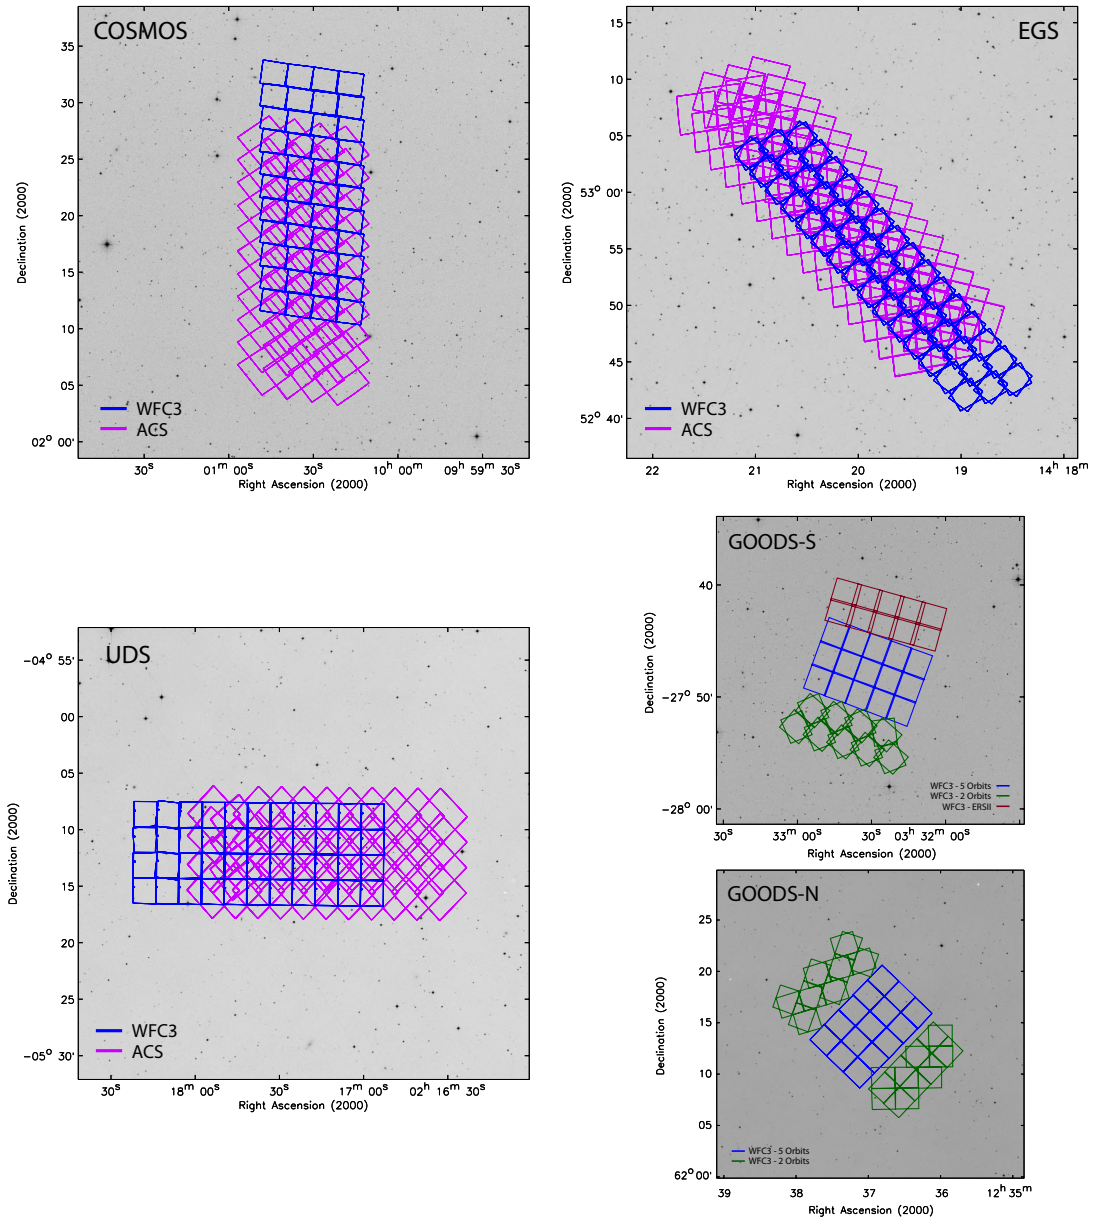 COSMOS
35
30
25
20
15
10
05
02° 00'
Declination (2000)
WFC3
ACS
30s 01m 00s 30s 10h 00m 00s 09h 59m 30s
Right Ascension (2000)
EGS
10
05
53° 00'
55
50
45
52° 40'
Declination (2000)
WFC3
ACS
22 21 20 19 14h 18m
Right Ascension (2000)
UDS
−04° 55'
00
05
10
15
20
25
−05° 30'
Declination (2000)
WFC3
ACS
30s 18m 00s 30s 17m 00s 02h 16m 30s
Right Ascension (2000)
GOODS-S
40
−27° 50'
−28° 00'
Declination (2000)
WFC3 - 5 Orbits
WFC3 - 2 Orbits
WFC3 - ERSII
30s 33m 00s 30s 03h 32m 00s
Right Ascension (2000)
GOODS-N
25
20
15
10
05
62° 00'
Declination (2000)
WFC3 - 5 Orbits
WFC3 - 2 Orbits
39 38 37 36 12h 35m
Right Ascension (2000)